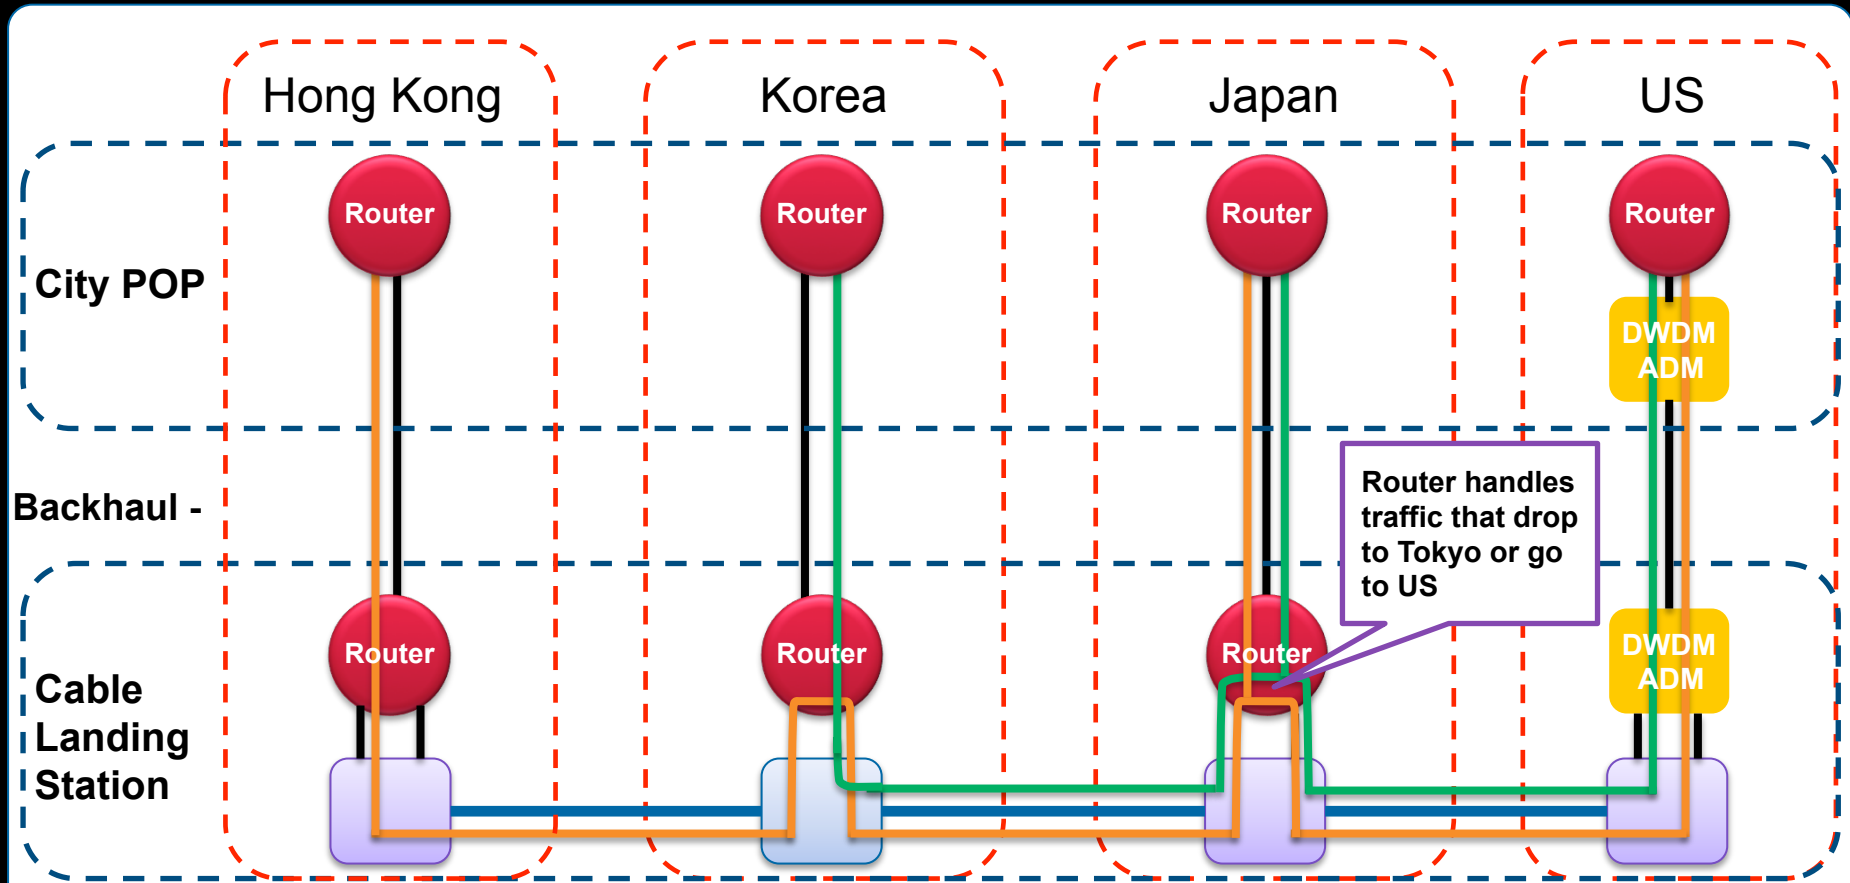 Hong Kong
Korea
Japan
US
City POP
Router
Router
Router
Router
DWDM
ADM
Backhaul -
Router handles
traffic that drop
to Tokyo or go
to US
Cable
Landing
Station
Router
Router
Router
DWDM
ADM